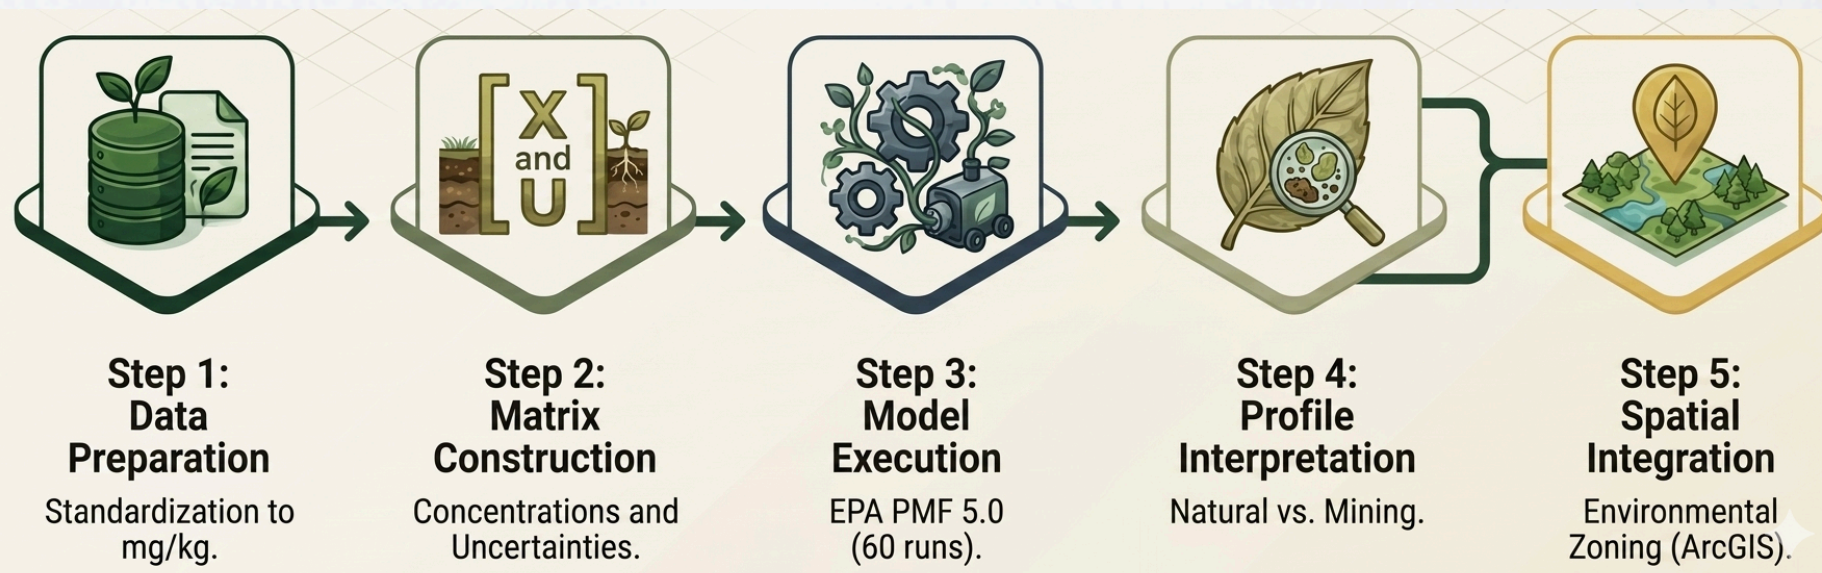 X
and
U
Step 1:
Data
Preparation
Standardization to
mg/kg.
Step 2:
Matrix
Construction
Concentrations and
Uncertainties.
Step 3:
Model
Execution
EPA PMF 5.0
(60 runs).
Step 4:
Profile
Interpretation
Natural vs. Mining.
Step 5:
Spatial
Integration
Environmental
Zoning (ArcGIS).